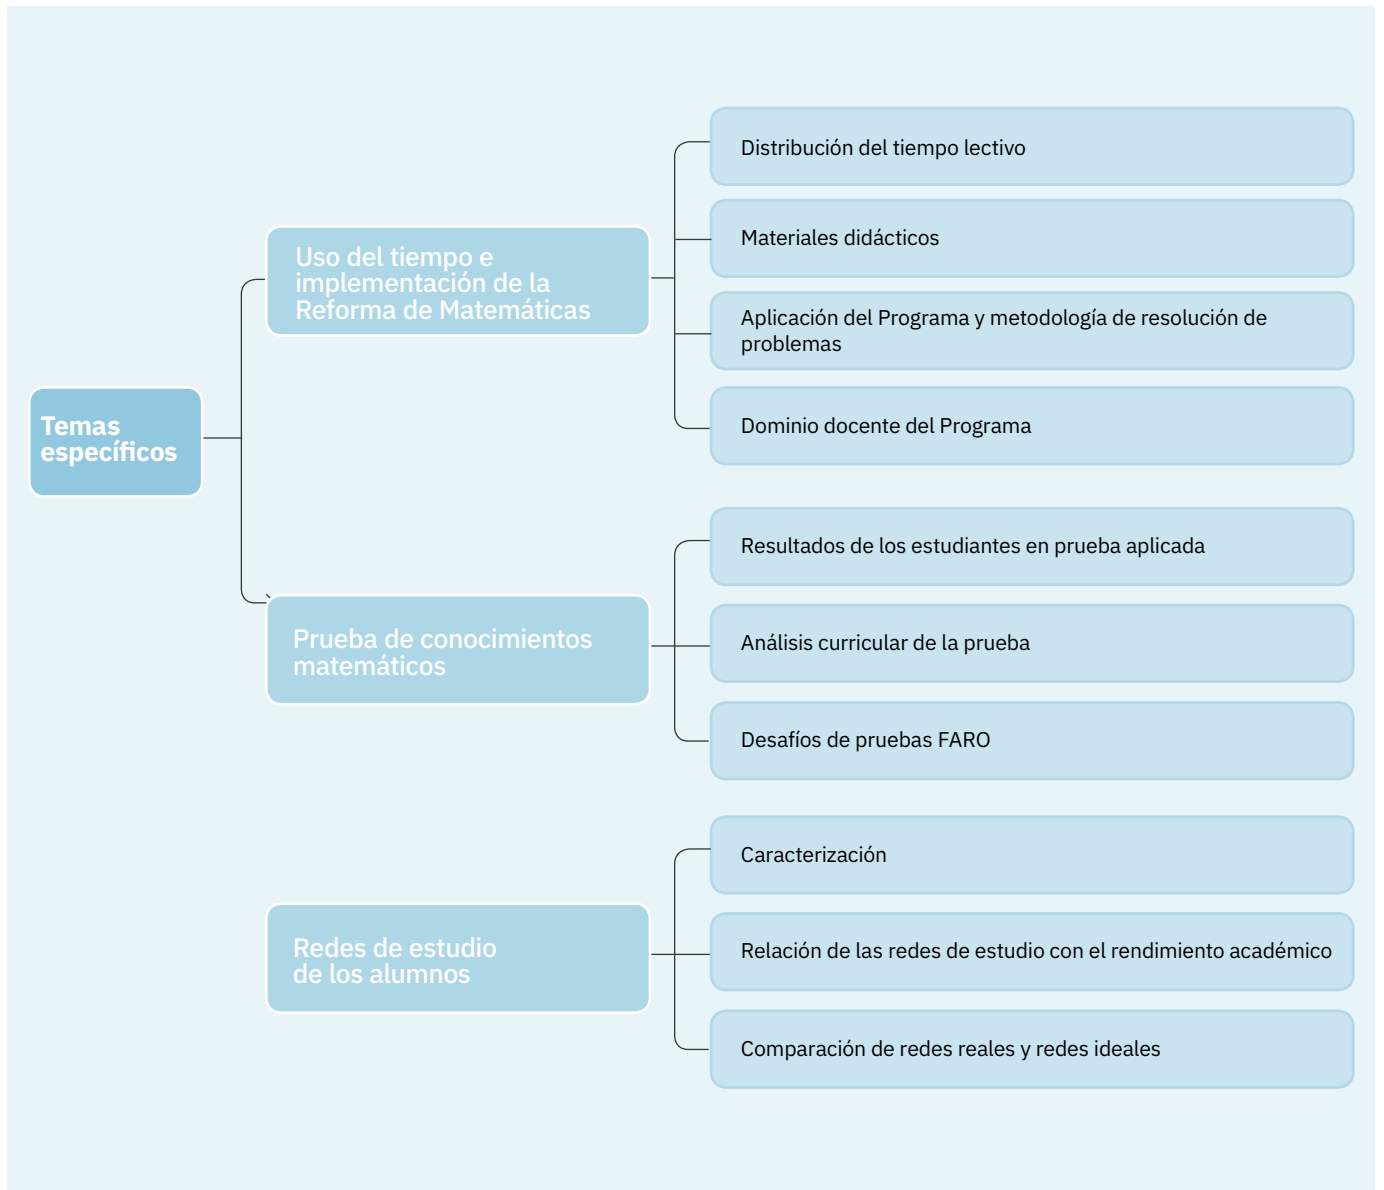 Temas
específicos
Uso del tiempo e
implementación de la
Reforma de Matemáticas
Distribución del tiempo lectivo
Materiales didácticos
Aplicación del Programa y metodología de resolución de
problemas
Dominio docente del Programa
Prueba de conocimientos
matemáticos
Resultados de los estudiantes en prueba aplicada
Análisis curricular de la prueba
Desafíos de pruebas FARO
Redes de estudio
de los alumnos
Caracterización
Relación de las redes de estudio con el rendimiento académico
Comparación de redes reales y redes ideales